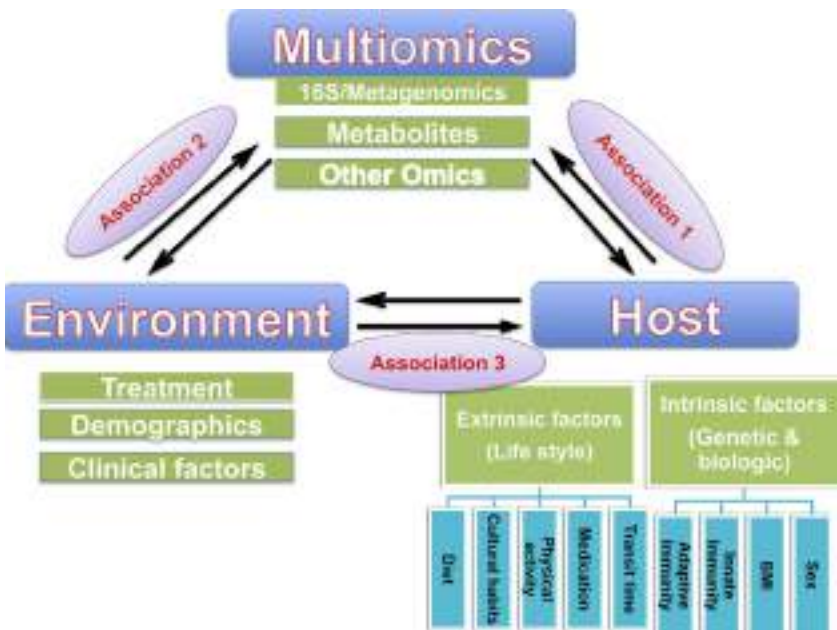 Multiomics
16S/Metagenomics
Metabolites
Other Omics
Association 2
Association 1
Environment
Host
Association 3
Treatment
Demographics
Clinical factors
Extrinsic factors
(Life style)
Intrinsic factors
(Genetic &
biologic)
Diet
Cultural habits
Physical
activity
Medication
Transit time
Adaptive
immunity
Innate
immunity
BMI
Sex